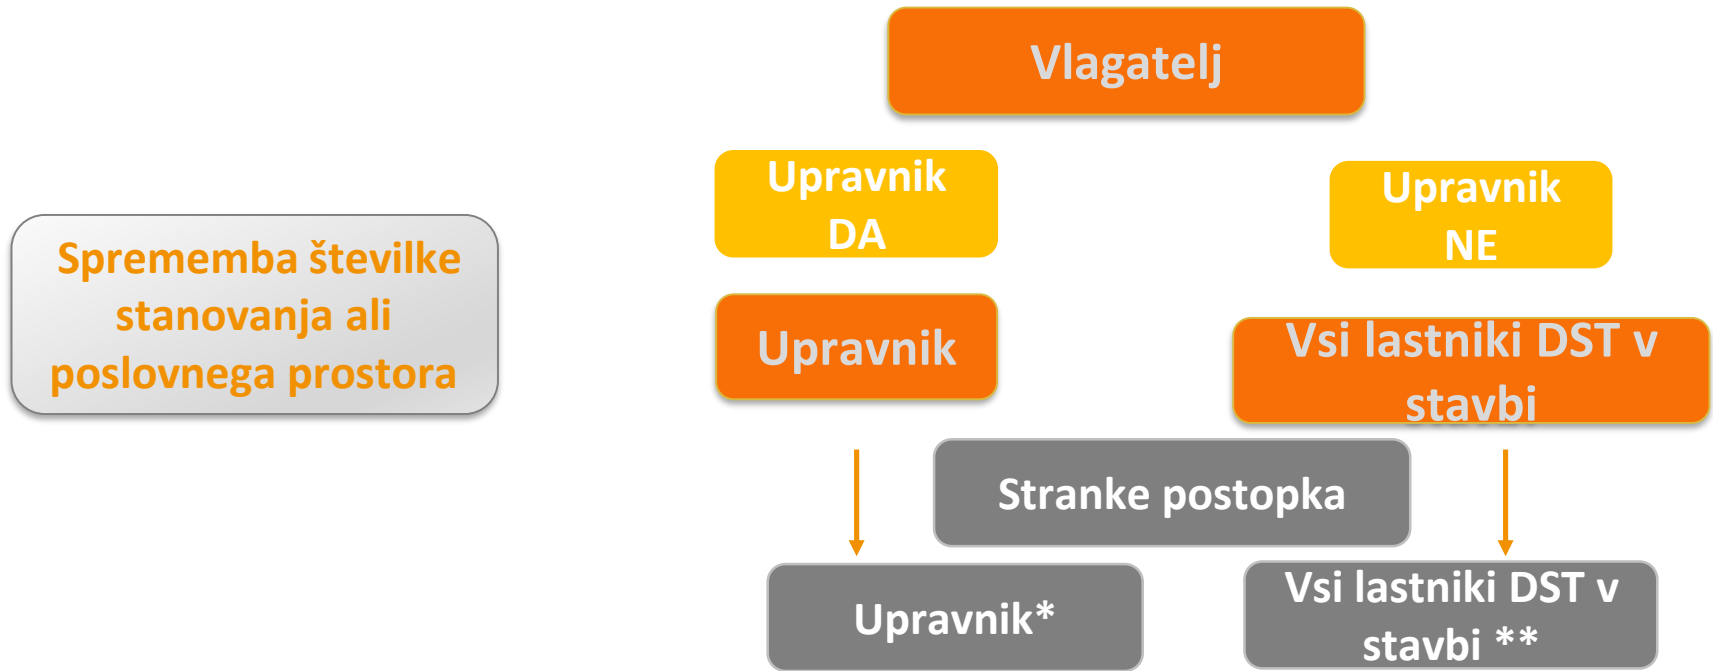 Vlagatelj
Upravnik
DA
Upravnik
NE
Sprememba številke
stanovanja ali
poslovnega prostora
Upravnik
Vsi lastniki DST v
stavbi
Stranke postopka
Upravnik*
Vsi lastniki DST v
stavbi **